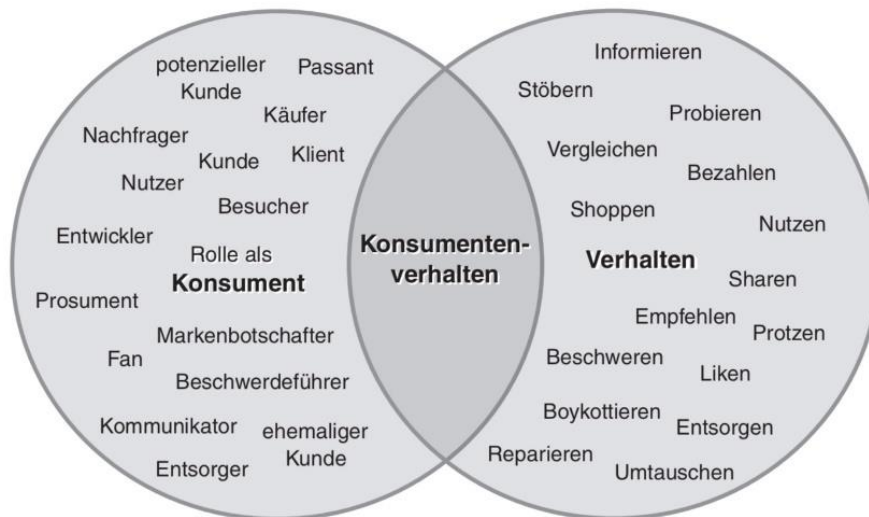 potenzieller
Kunde
Passant
Käufer
Nachfrager
Kunde
Klient
Nutzer
Besucher
Entwickler
Rolle als
Konsument
Prosument
Markenbotschafter
Fan
Beschwerdeführer
Kommunikator
ehemaliger
Kunde
Entsorger
Konsumenten-
verhalten
Informieren
Stöbern
Probieren
Vergleichen
Bezahlen
Shoppen
Nutzen
Verhalten
Sharen
Empfehlen
Protzen
Beschweren
Liken
Boykottieren
Entsorgen
Reparieren
Umtauschen